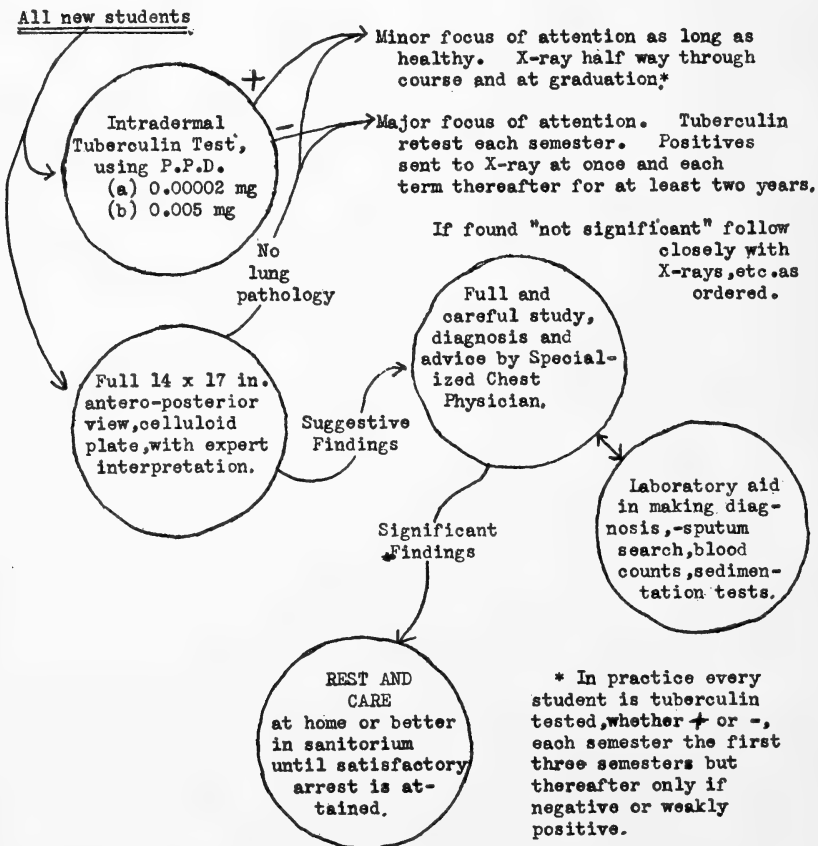 All new students
Minor focus of attention as long as
healthy. X-ray half way through
course and at graduation*
+
Intradermal
Tuberculin Test,
using P.P.D.
(a) 0.00002 mg
(b) 0.005 mg
-
Major focus of attention. Tuberculin
retest each semester. Positives
sent to X-ray at once and each
term thereafter for at least two years.
If found "not significant" follow
closely with
X-rays,etc.as
ordered.
No
lung
pathology
Full and
careful study,
diagnosis and
advice by Special-
ized Chest
Physician.
Full 14 x 17 in.
antero-posterior
view,celluloid
plate,with expert
interpretation.
Suggestive
Findings
Laboratory aid
in making diag-
nosis,-sputum
search,blood
counts,sedimen-
tation tests.
Significant
Findings
REST AND
CARE
at home or better
in sanitorium
until satisfactory
arrest is at-
tained.
* In practice every
student is tuberculin
tested,whether + or -,
each semester the first
three semesters but
thereafter only if
negative or weakly
positive.